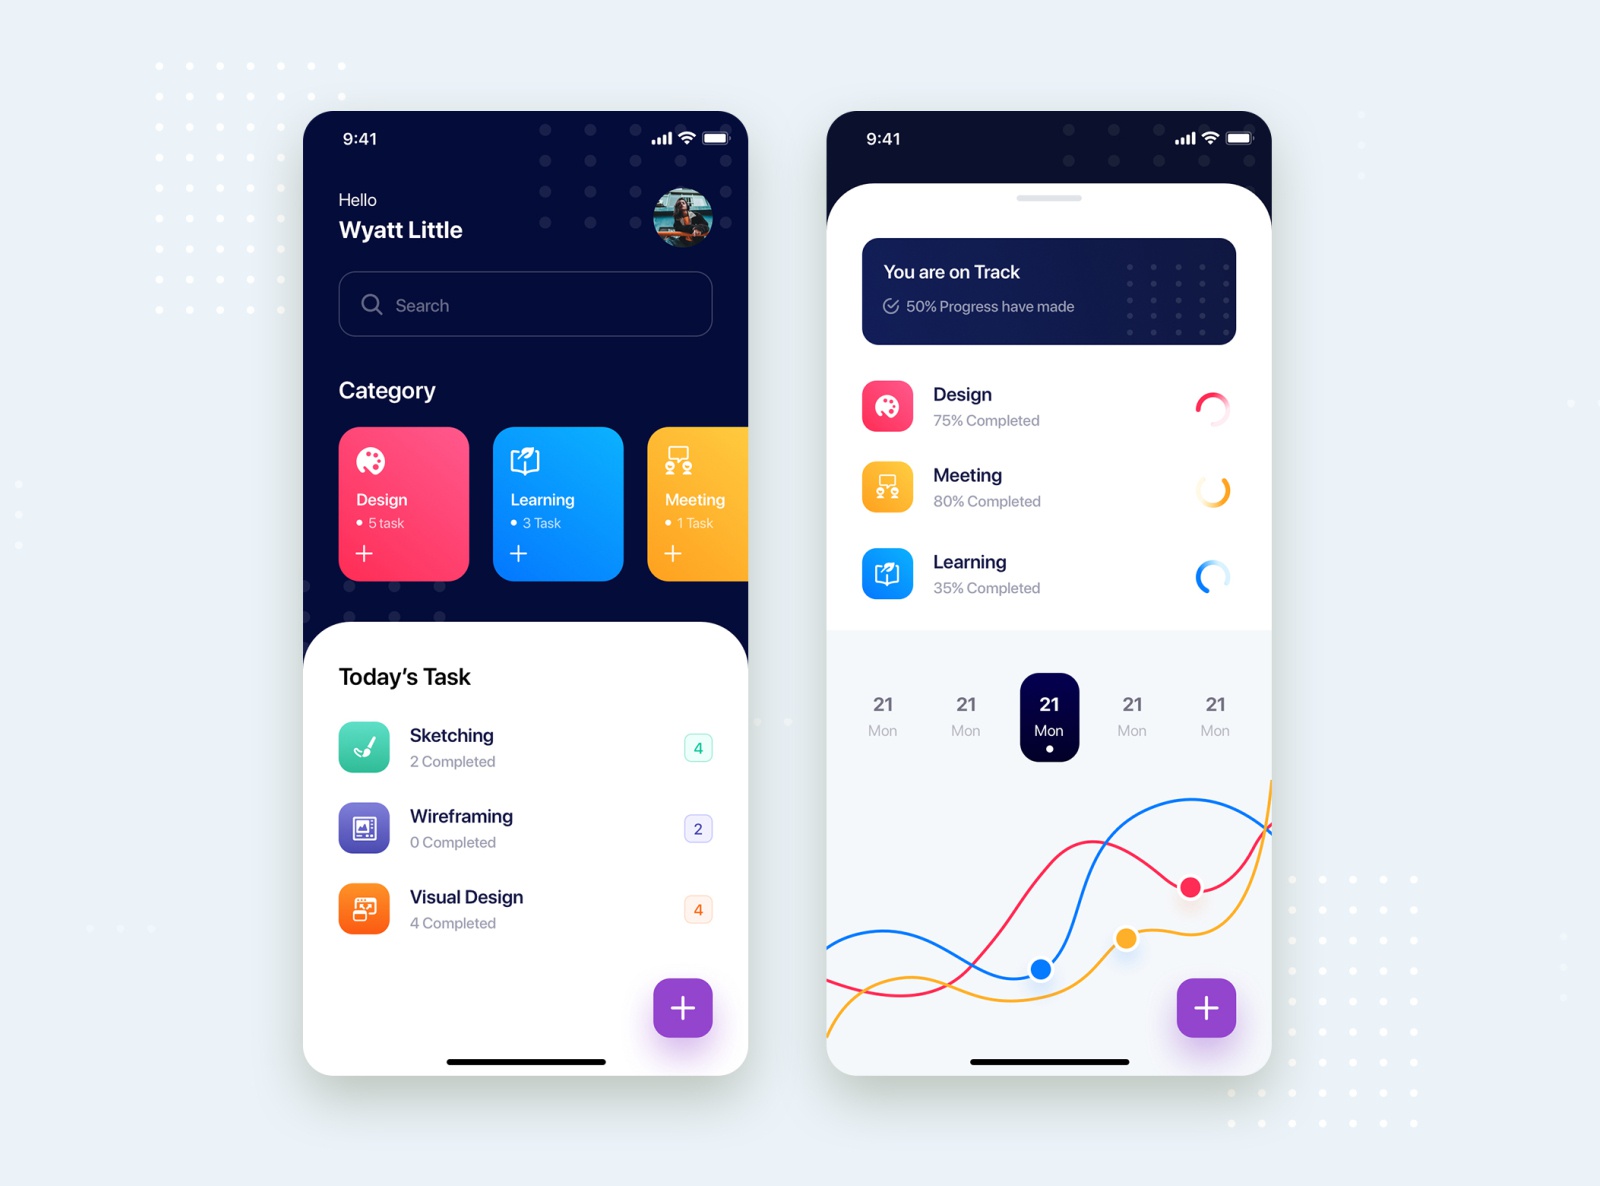 9:41
Hello
Wyatt Little
Search
Category
Design
5 task
Learning
3 Task
Meeting
1 Task
Today’s Task
Sketching
2 Completed
4
Wireframing
0 Completed
2
Visual Design
4 Completed
4
9:41
You are on Track
50% Progress have made
Design
75% Completed
Meeting
80% Completed
Learning
35% Completed
21 21 21 21 21
Mon Mon Mon Mon Mon